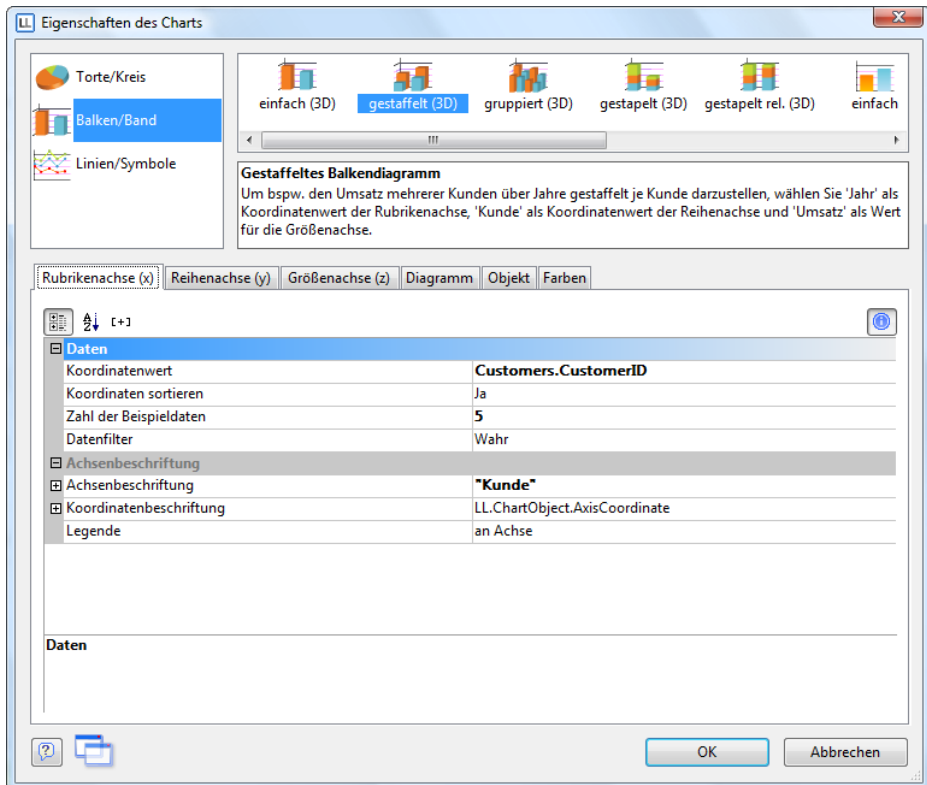 Eigenschaften des Charts
Torte/Kreis
Balken/Band
Linien/Symbole
einfach (3D) gestaffelt (3D) gruppiert (3D) gestapelt (3D) gestapelt rel. (3D) einfach
Gestaffeltes Balkendiagramm
Um bspw. den Umsatz mehrerer Kunden über Jahre gestaffelt je Kunde darzustellen, wählen Sie 'Jahr' als
Koordinatenwert der Rubrikenachse, 'Kunde' als Koordinatenwert der Reihenachse und 'Umsatz' als Wert
für die Größenachse.
Rubrikenachse (x) Reihenachse (y) Größenachse (z) Diagramm Objekt Farben
Daten
Koordinatenwert Customers.CustomerID
Koordinaten sortieren Ja
Zahl der Beispieldaten 5
Datenfilter Wahr
Achsenbeschriftung
Achsenbeschriftung "Kunde"
Koordinatenbeschriftung LL.ChartObject.AxisCoordinate
Legende an Achse
Daten
OK Abbrechen